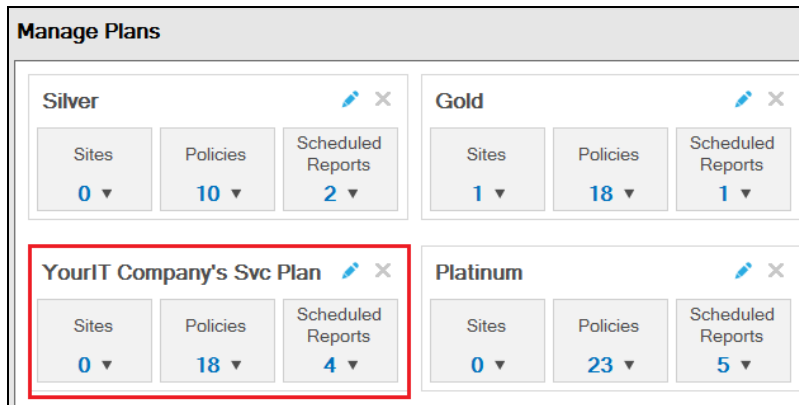 Manage Plans
Silver
Gold
Sites
Policies
Scheduled
Reports
Sites
Policies
Scheduled
Reports
0
10
2
1
18
1
YourIT Company's Svc Plan
Platinum
Sites
Policies
Scheduled
Reports
Sites
Policies
Scheduled
Reports
0
18
4
0
23
5